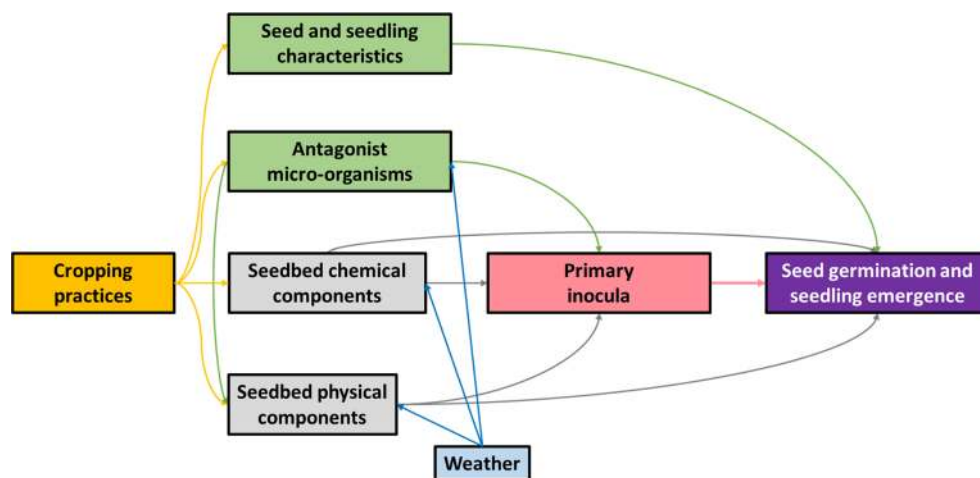 Seed and seedling
characteristics
Antagonist
micro-organisms
Cropping
practices
Seedbed chemical
components
Primary
inocula
Seed germination and
seedling emergence
Seedbed physical
components
Weather